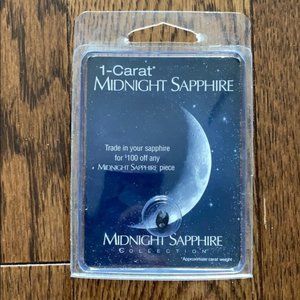 1-Carat*
MIDNIGHT SAPPHIRE
Trade in your sapphire
for $100 off any
MIDNIGHT SAPPHIRE piece
MIDNIGHT SAPPHIRE
COLLECTION
*Approximate carat weight